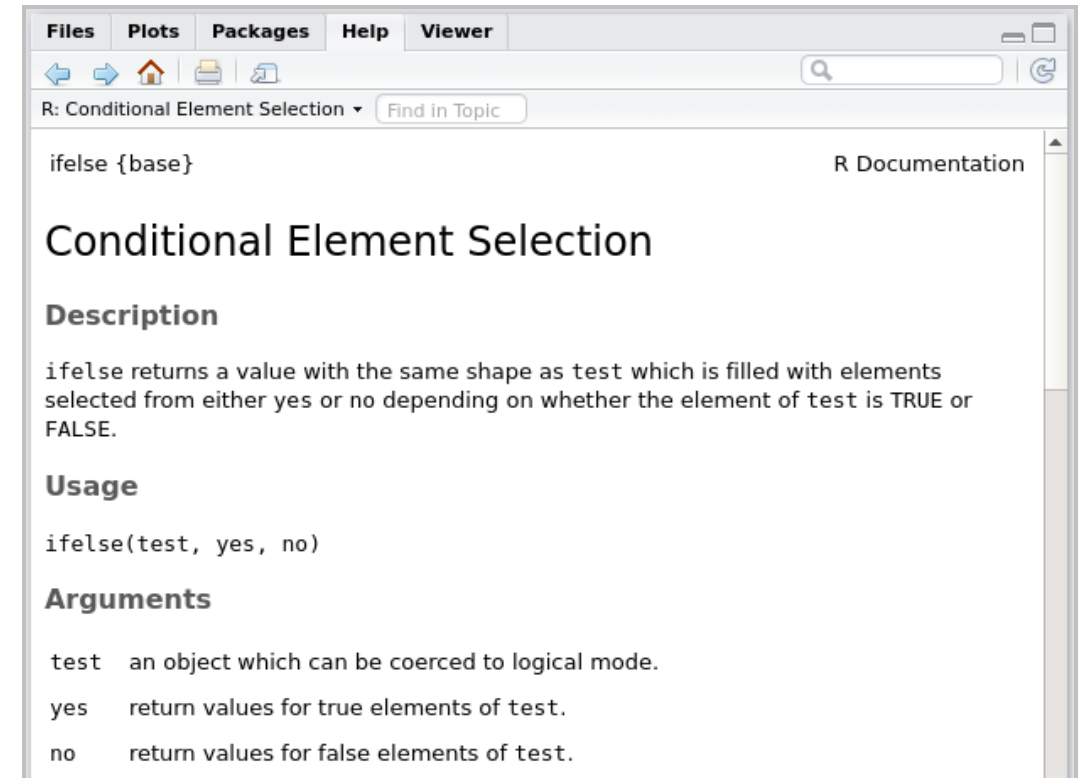 Files Plots Packages Help Viewer
R: Conditional Element Selection Find in Topic
ifelse {base} R Documentation
Conditional Element Selection
Description
ifelse returns a value with the same shape as test which is filled with elements
selected from either yes or no depending on whether the element of test is TRUE or
FALSE.
Usage
ifelse(test, yes, no)
Arguments
test an object which can be coerced to logical mode.
yes return values for true elements of test.
no return values for false elements of test.